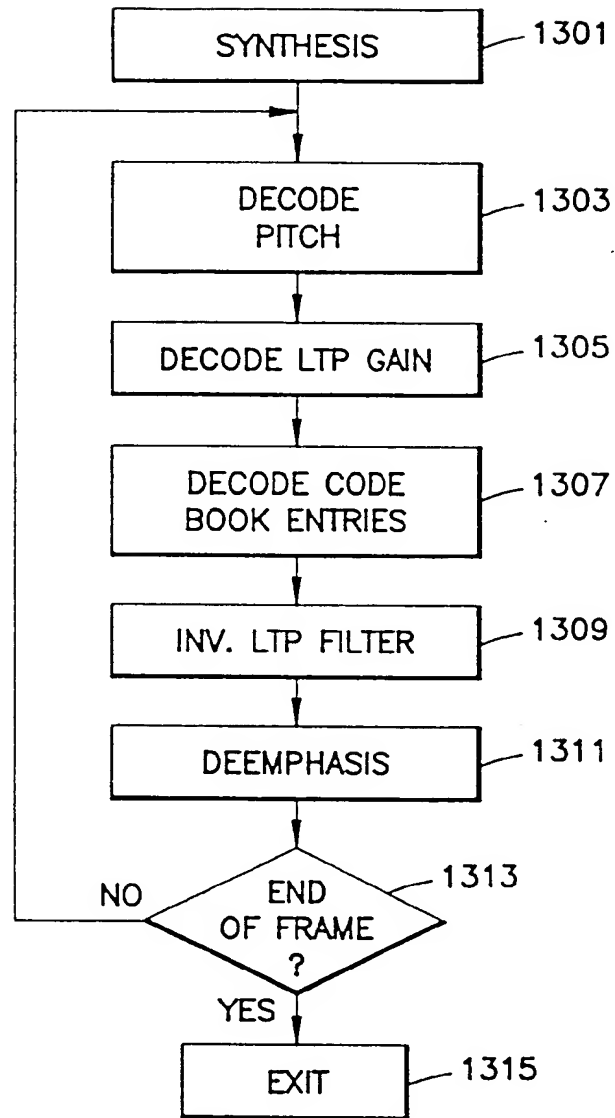 SYNTHESIS
1301
DECODE
PITCH
1303
DECODE LTP GAIN
1305
DECODE CODE
BOOK ENTRIES
1307
INV. LTP FILTER
1309
DEEMPHASIS
1311
END
OF FRAME
?
1313
NO
YES
EXIT
1315